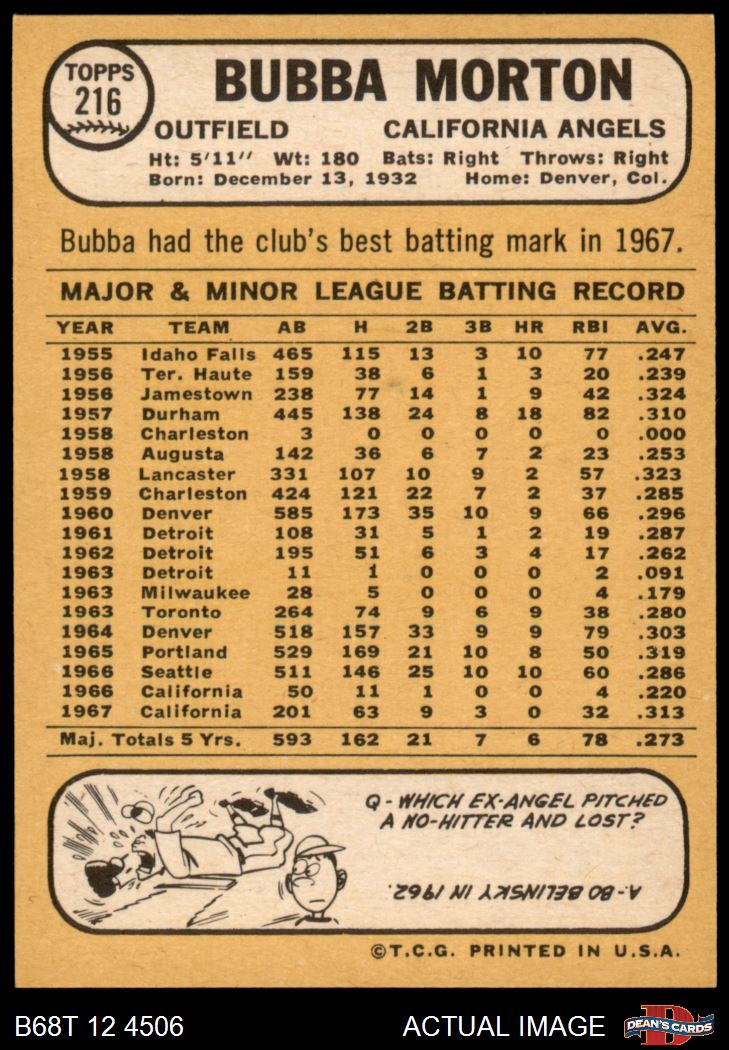 TOPPS
216
BUBBA MORTON
OUTFIELD CALIFORNIA ANGELS
Ht: 5'11" Wt: 180 Bats: Right Throws: Right
Born: December 13, 1932 Home: Denver, Col.
Bubba had the club's best batting mark in 1967.
MAJOR & MINOR LEAGUE BATTING RECORD
YEAR TEAM AB H 2B 3B HR RBI AVG.
1955 Idaho Falls 465 115 13 3 10 77 .247
1956 Ter. Haute 159 38 6 1 3 20 .239
1956 Jamestown 238 77 14 1 9 42 .324
1957 Durham 445 138 24 8 18 82 .310
1958 Charleston 3 0 0 0 0 0 .000
1958 Augusta 142 36 6 7 2 23 .253
1958 Lancaster 331 107 10 9 2 57 .323
1959 Charleston 424 121 22 7 2 37 .285
1960 Denver 585 173 35 10 9 66 .296
1961 Detroit 108 31 5 1 2 19 .287
1962 Detroit 195 51 6 3 4 17 .262
1963 Detroit 11 1 0 0 0 2 .091
1963 Milwaukee 28 5 0 0 0 4 .179
1963 Toronto 264 74 9 6 9 38 .280
1964 Denver 518 157 33 9 9 79 .303
1965 Portland 529 169 21 10 8 50 .319
1966 Seattle 511 146 25 10 10 60 .286
1966 California 50 11 1 0 0 4 .220
1967 California 201 63 9 3 0 32 .313
Maj. Totals 5 Yrs. 593 162 21 7 6 78 .273
Q - WHICH EX-ANGEL PITCHED
A NO-HITTER AND LOST?
A-BO BELINSKY IN 1962.
©T.C.G. PRINTED IN U.S.A.
B68T 12 4506 ACTUAL IMAGE DEAN'S CARDS